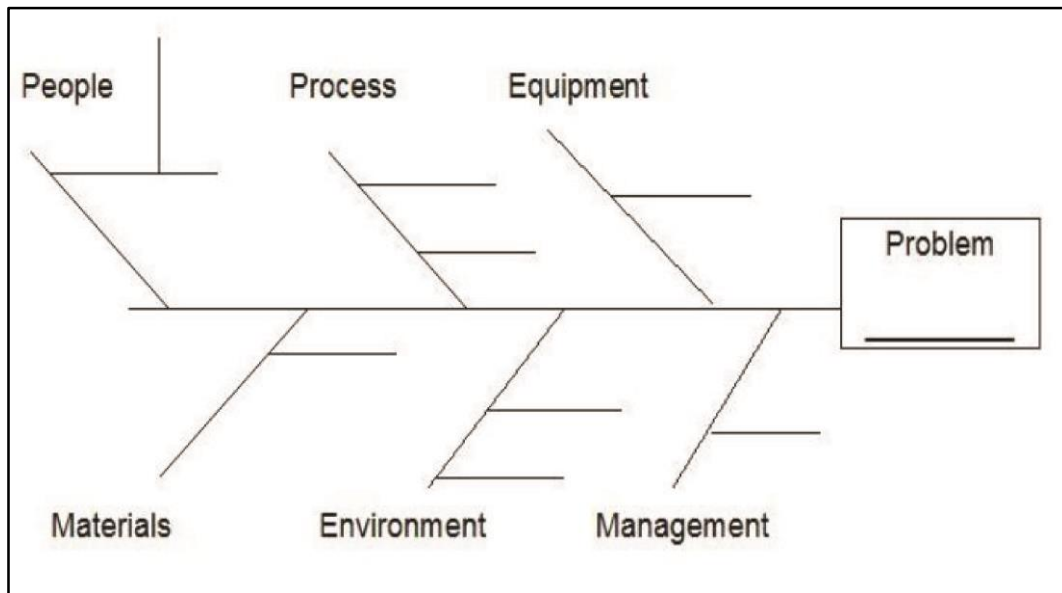 People
Process
Equipment
Problem
Materials
Environment
Management